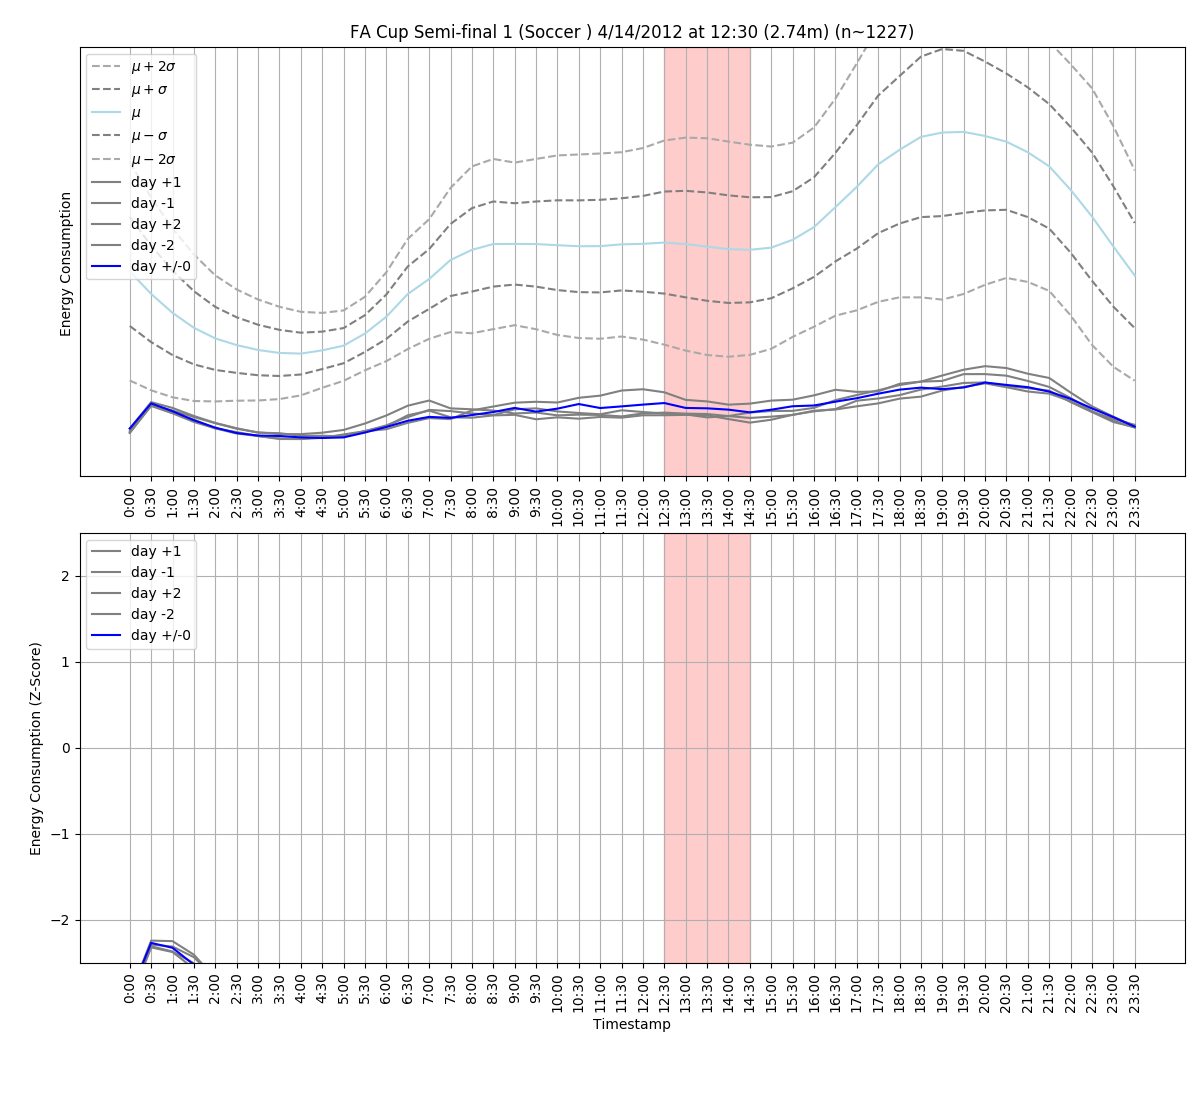 FA Cup Semi-final 1 (Soccer ) 4/14/2012 at 12:30 (2.74m) (n~1227)
μ + 2σ
μ + σ
μ
μ − σ
μ − 2σ
day +1
day -1
day +2
day -2
day +/-0
Energy Consumption
0:00 0:30 1:00 1:30 2:00 2:30 3:00 3:30 4:00 4:30 5:00 5:30 6:00 6:30 7:00 7:30 8:00 8:30 9:00 9:30 10:00 10:30 11:00 11:30 12:00 12:30 13:00 13:30 14:00 14:30 15:00 15:30 16:00 16:30 17:00 17:30 18:00 18:30 19:00 19:30 20:00 20:30 21:00 21:30 22:00 22:30 23:00 23:30
day +1
day -1
day +2
day -2
day +/-0
2
1
0
−1
−2
Energy Consumption (Z-Score)
0:00 0:30 1:00 1:30 2:00 2:30 3:00 3:30 4:00 4:30 5:00 5:30 6:00 6:30 7:00 7:30 8:00 8:30 9:00 9:30 10:00 10:30 11:00 11:30 12:00 12:30 13:00 13:30 14:00 14:30 15:00 15:30 16:00 16:30 17:00 17:30 18:00 18:30 19:00 19:30 20:00 20:30 21:00 21:30 22:00 22:30 23:00 23:30
Timestamp